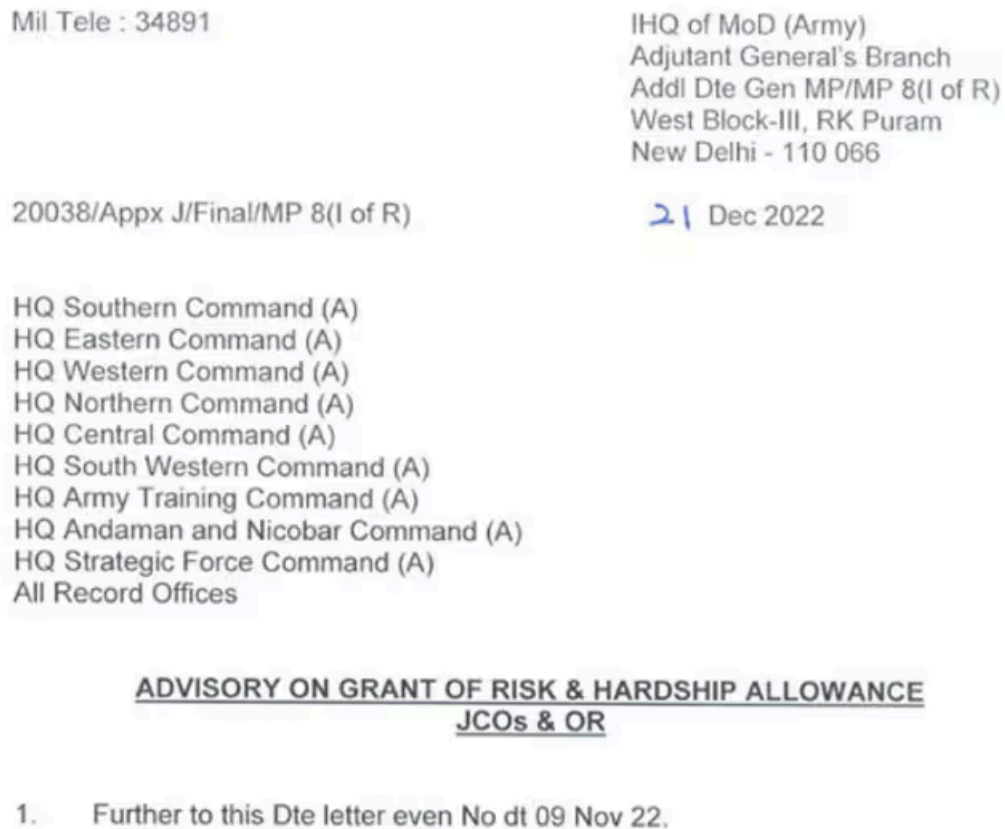 Mil Tele : 34891
IHQ of MoD (Army)
Adjutant General's Branch
Addl Dte Gen MP/MP 8(I of R)
West Block-III, RK Puram
New Delhi - 110 066
20038/Appx J/Final/MP 8(I of R)
21 Dec 2022
HQ Southern Command (A)
HQ Eastern Command (A)
HQ Western Command (A)
HQ Northern Command (A)
HQ Central Command (A)
HQ South Western Command (A)
HQ Army Training Command (A)
HQ Andaman and Nicobar Command (A)
HQ Strategic Force Command (A)
All Record Offices
ADVISORY ON GRANT OF RISK & HARDSHIP ALLOWANCE
JCOs & OR
1. Further to this Dte letter even No dt 09 Nov 22.